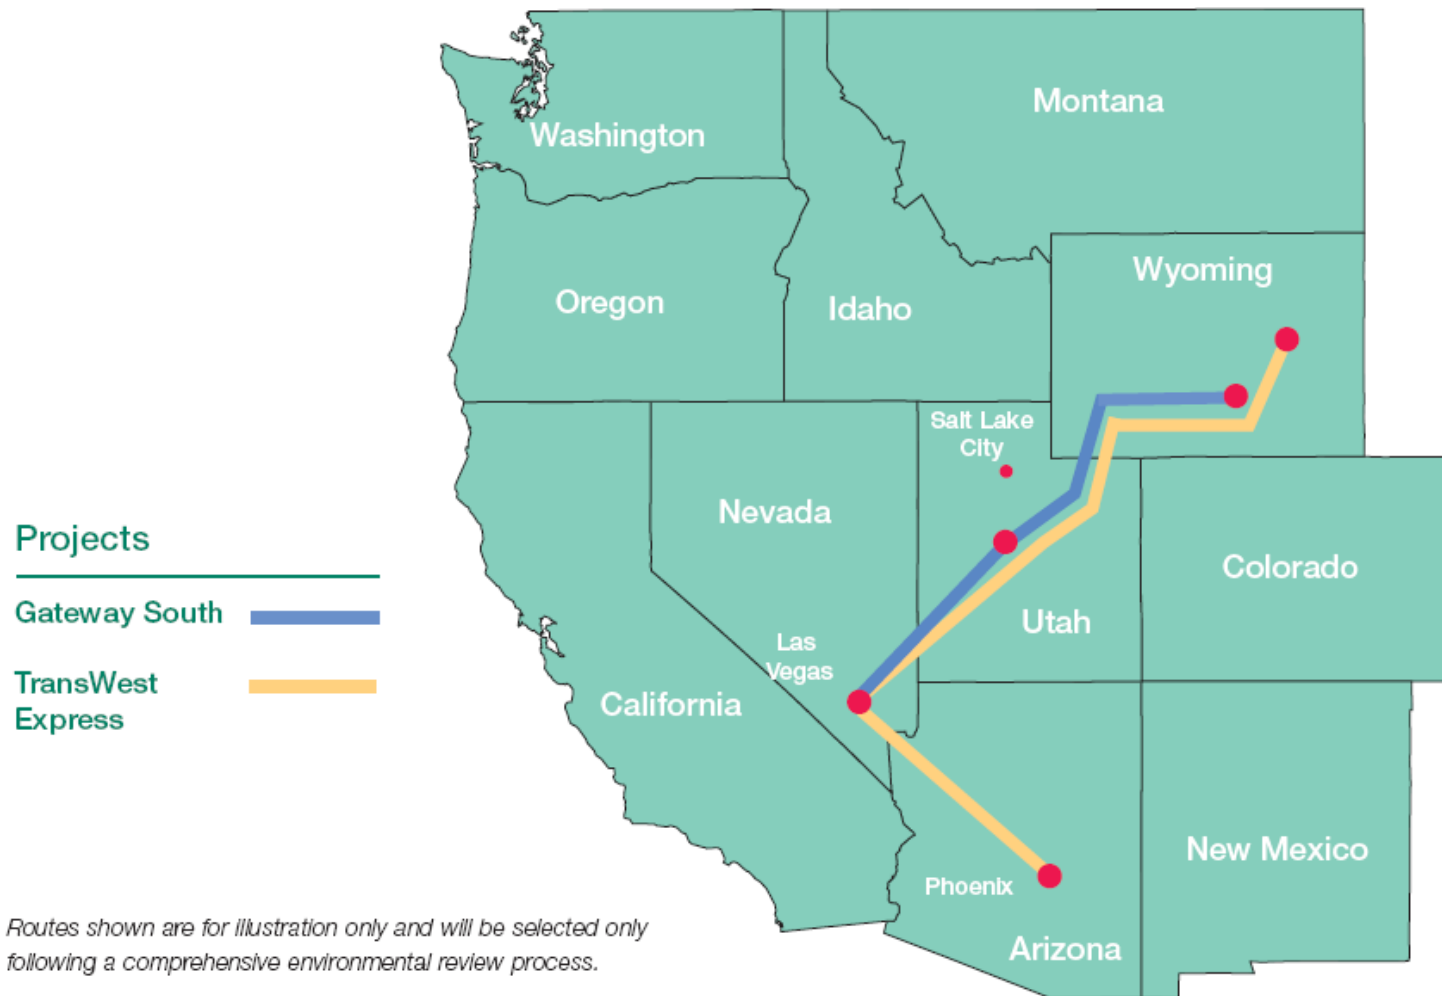 Washington
Montana
Oregon
Idaho
Wyoming
Salt Lake
City
Nevada
Utah
Colorado
Las
Vegas
California
Phoenix
Arizona
New Mexico
Projects
Gateway South
TransWest
Express
Routes shown are for illustration only and will be selected only
following a comprehensive environmental review process.